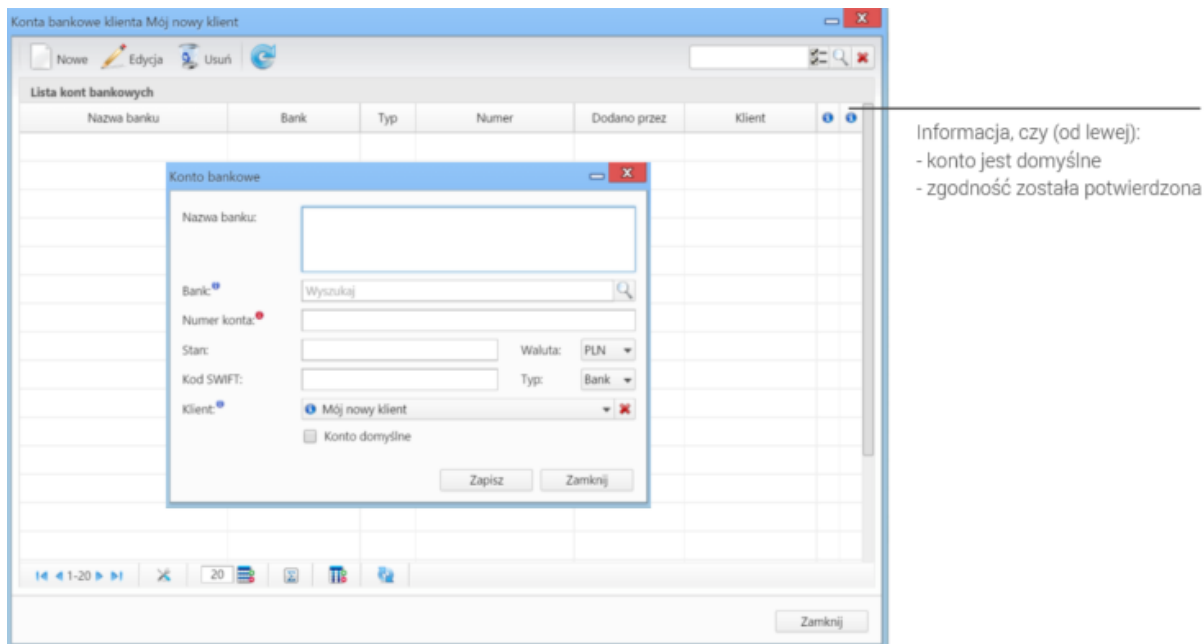 Konta bankowe klienta Mój nowy klient
Nowe Edycja Usuń
Lista kont bankowych
Nazwa banku Bank Typ Numer Dodano przez Klient
Informacja, czy (od lewej):
- konto jest domyślne
- zgodność została potwierdzona
Konto bankowe
Nazwa banku:
Bank: Wyszukaj
Numer konta:
Stan: Waluta: PLN
Kod SWIFT: Typ: Bank
Klient: Mój nowy klient
Konto domyślne
Zapisz Zamknij
1-20 20
Zamknij